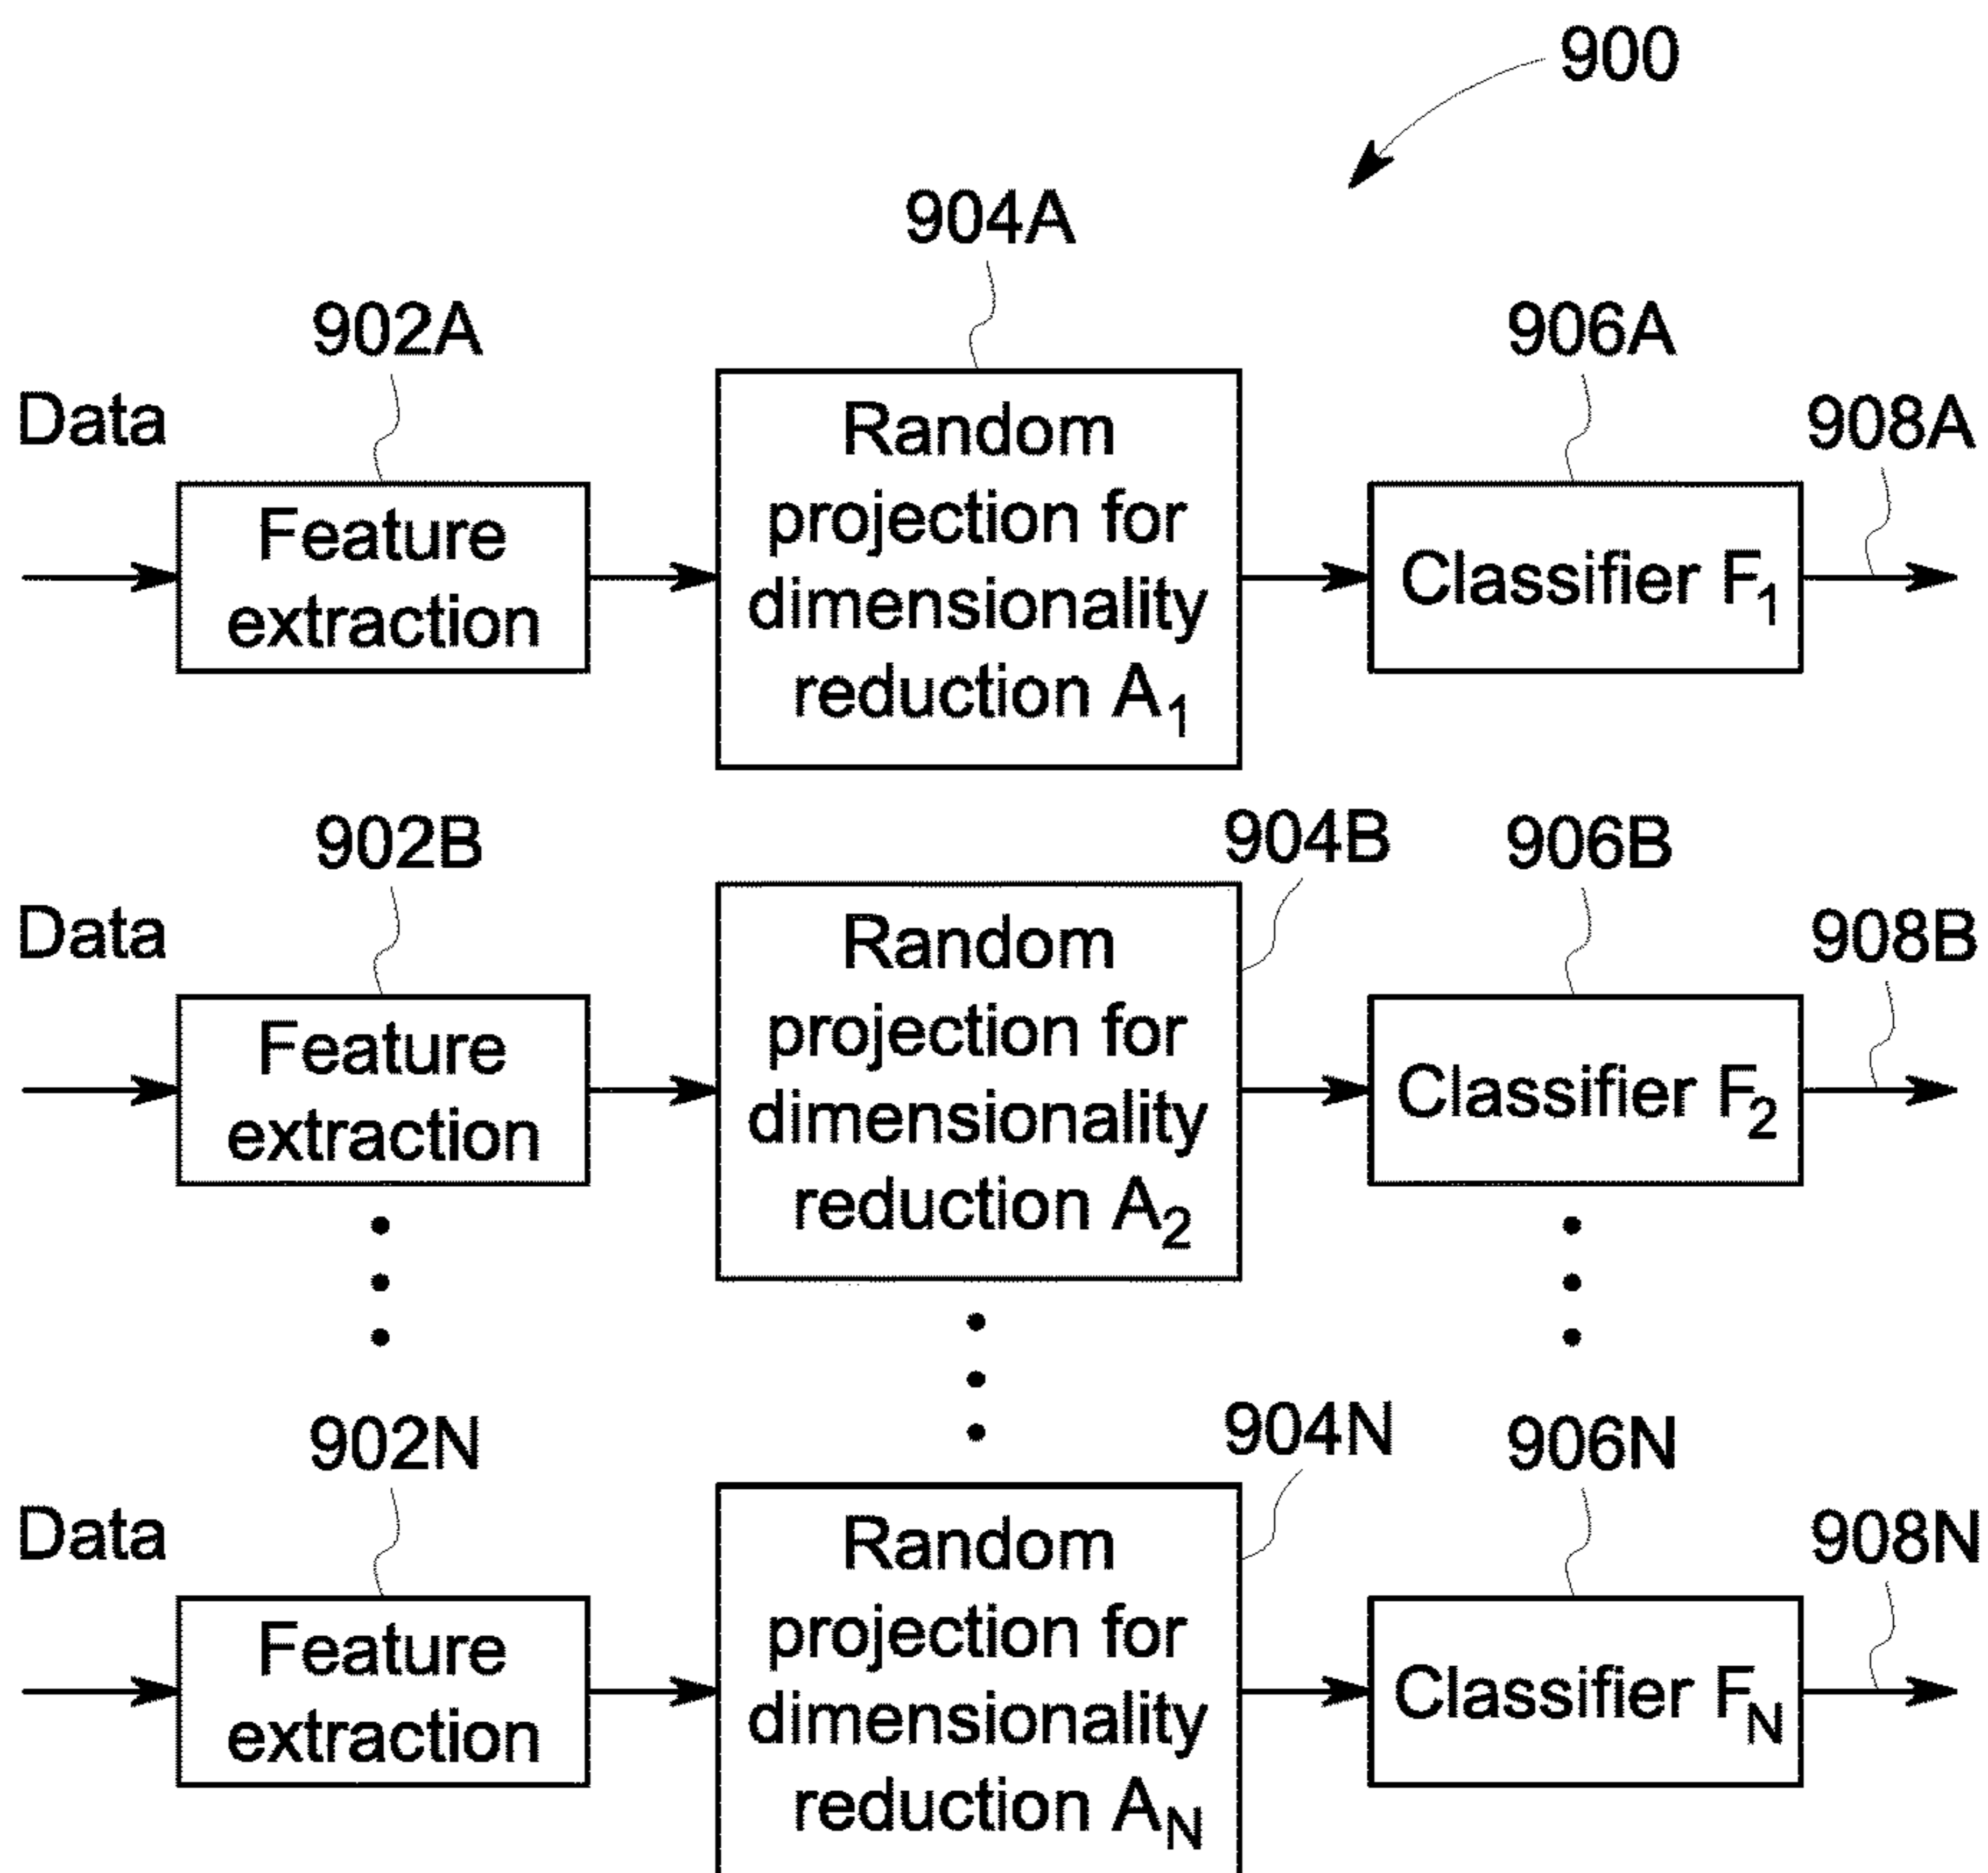 900
904A
902A
906A
Data
908A
Feature
extraction
Random
projection for
dimensionality
reduction A₁
Classifier F₁
902B
904B
906B
Data
908B
Feature
extraction
Random
projection for
dimensionality
reduction A₂
Classifier F₂
902N
904N
906N
Data
908N
Feature
extraction
Random
projection for
dimensionality
reduction A_N
Classifier F_N